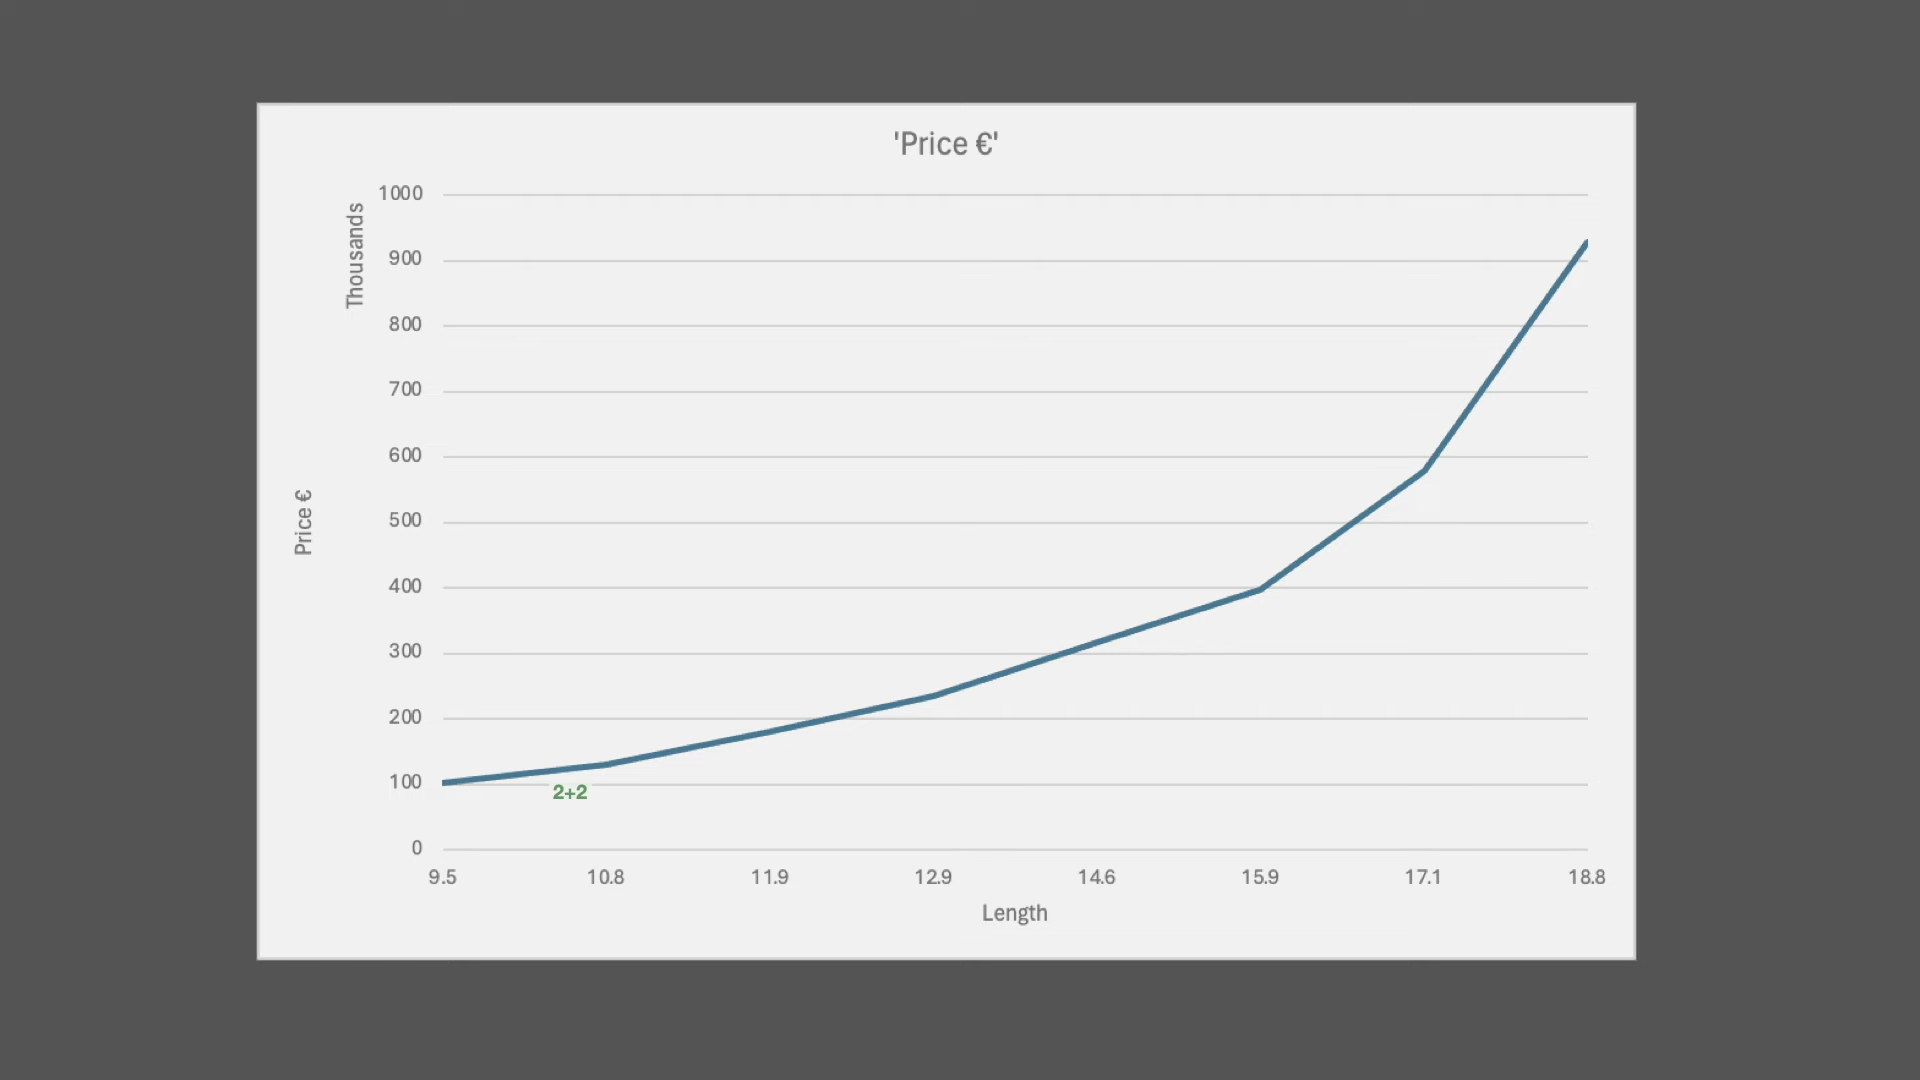 'Price €'
Thousands
Price €
1000
900
800
700
600
500
400
300
200
100
0
2+2
9.5 10.8 11.9 12.9 14.6 15.9 17.1 18.8
Length